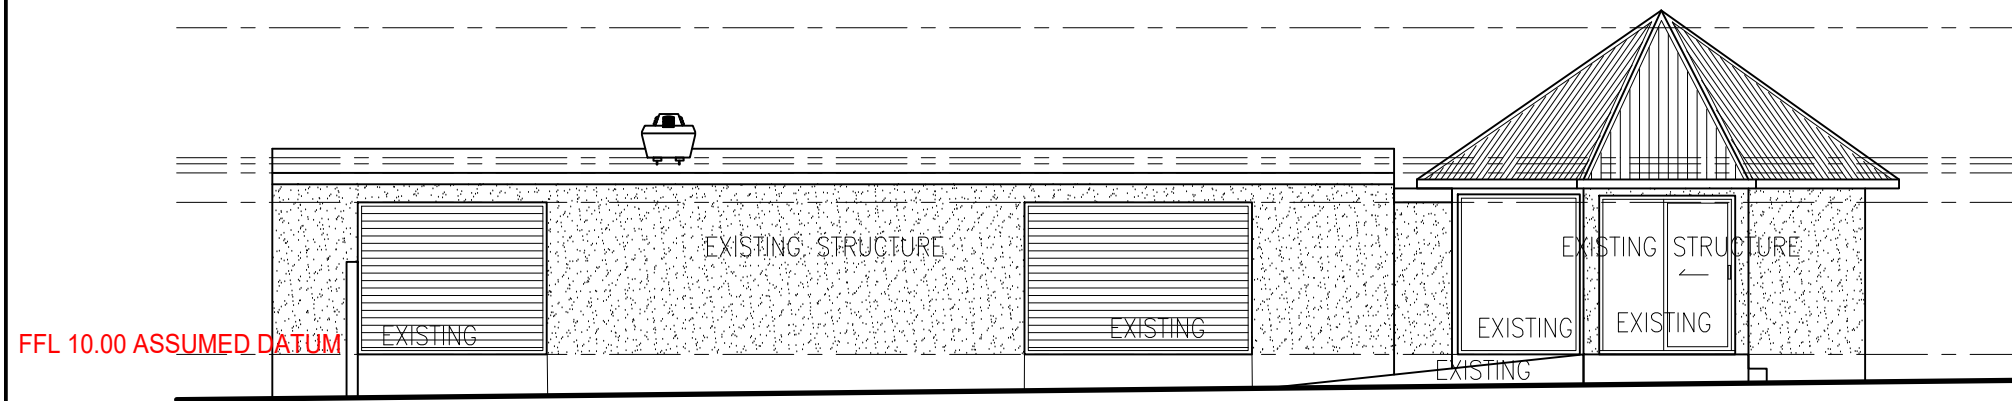 EXISTING STRUCTURE
EXISTING STRUCTURE
FFL 10.00 ASSUMED DATUM
EXISTING
EXISTING
EXISTING
EXISTING
EXISTING